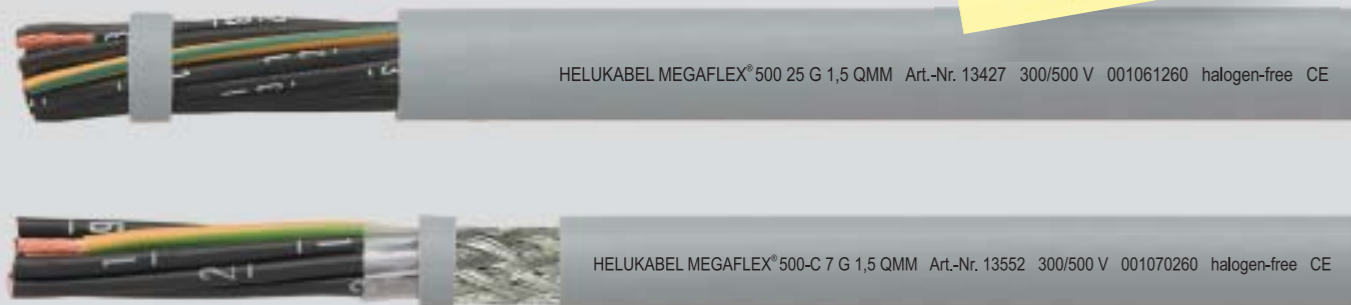 HELUKABEL MEGAFLEX® 500 25 G 1,5 QMM Art.-Nr. 13427 300/500 V 001061260 halogen-free CE
HELUKABEL MEGAFLEX® 500-C 7 G 1,5 QMM Art.-Nr. 13552 300/500 V 001070260 halogen-free CE